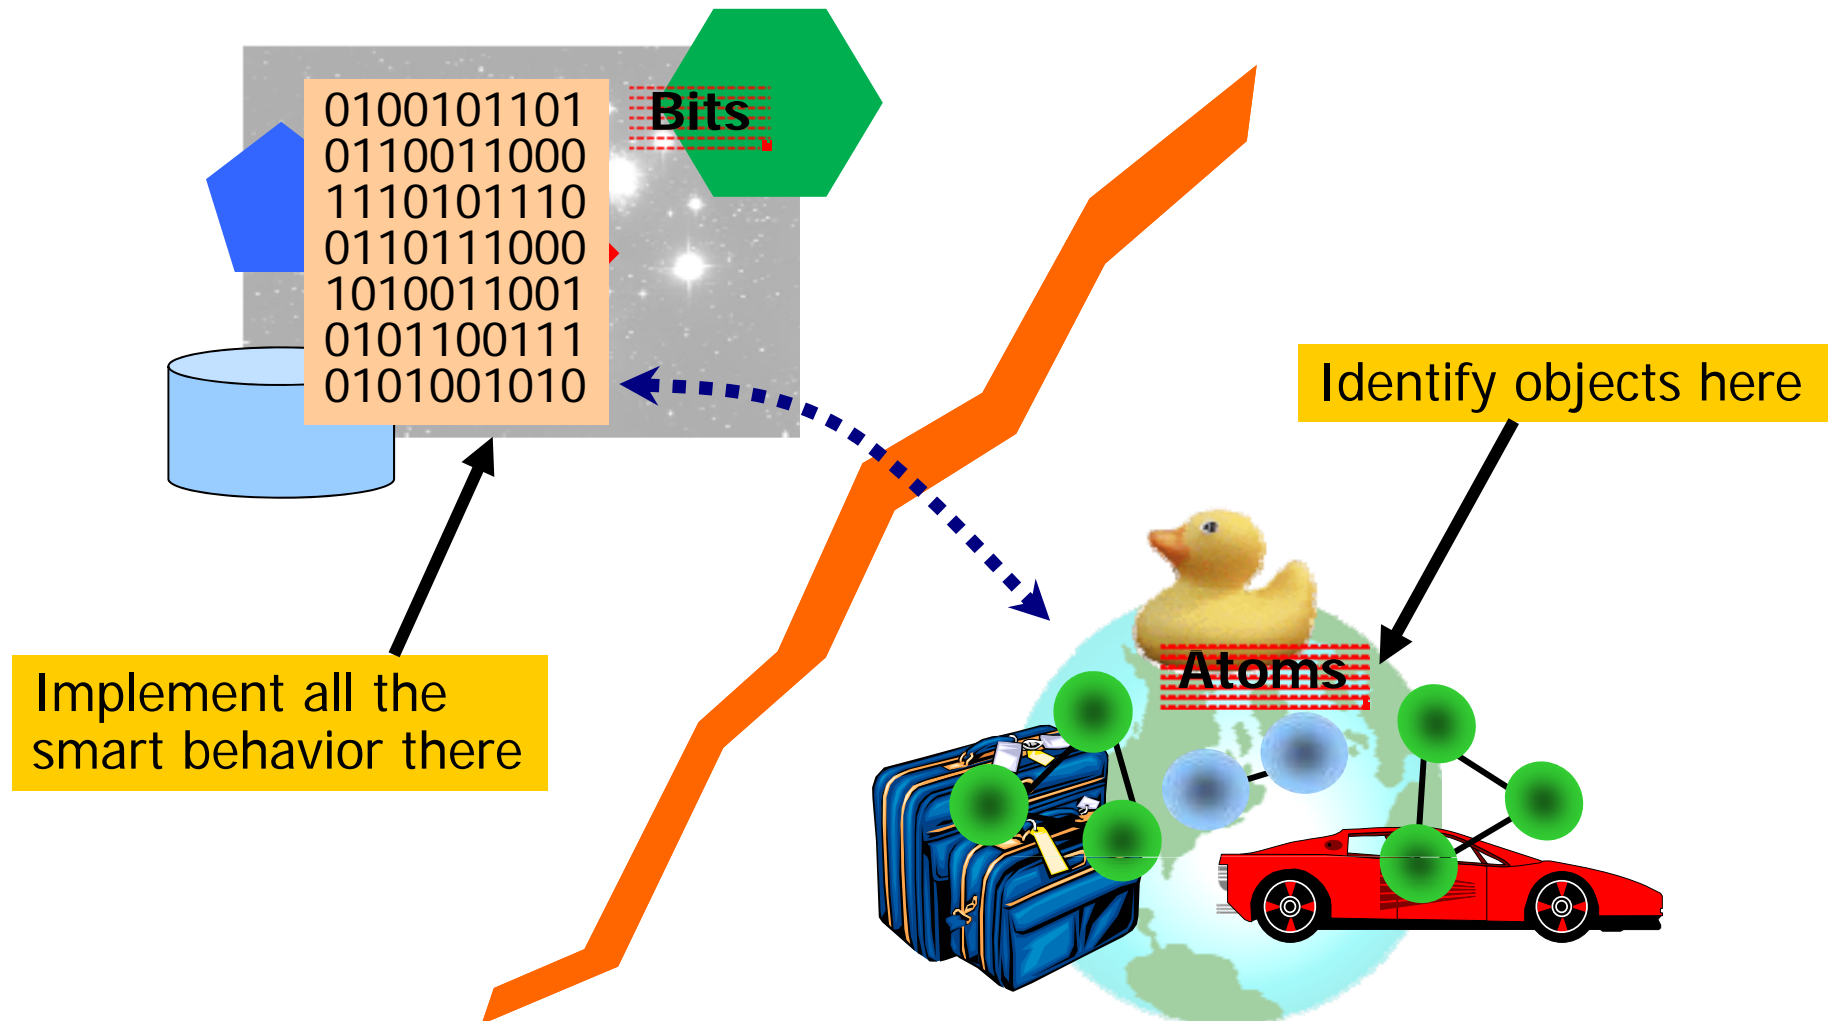 0100101101
0110011000
1110101110
0110111000
1010011001
0101100111
0101001010
Bits
Identify objects here
Implement all the
smart behavior there
Atoms